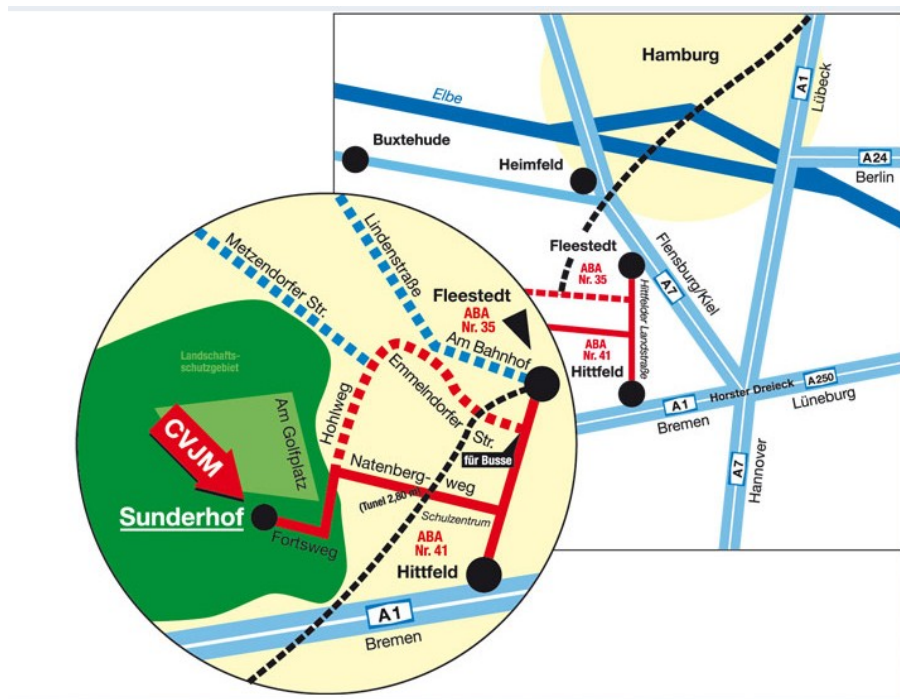 Hamburg
Elbe
A1
Lübeck
Buxtehude
Heimfeld
A24
Berlin
Fleestedt
ABA
Nr. 35
Flensburg/Kiel
A7
Hittfelder Landstraße
ABA
Nr. 41
Hittfeld
A1
Bremen
Horster Dreieck
A250
Lüneburg
A7
Hannover
Lindenstraße
Metzendorfer Str.
Fleestedt
ABA
Nr. 35
Am Bahnhof
Landschafts-
schutzgebiet
Emmelndorfer
Str.
Hohlweg
Am Golfplatz
CVJM
für Busse
Natenberg-
weg
(Tunel 2,80 m)
Schulzentrum
Sunderhof
Fortsweg
ABA
Nr. 41
Hittfeld
A1
Bremen